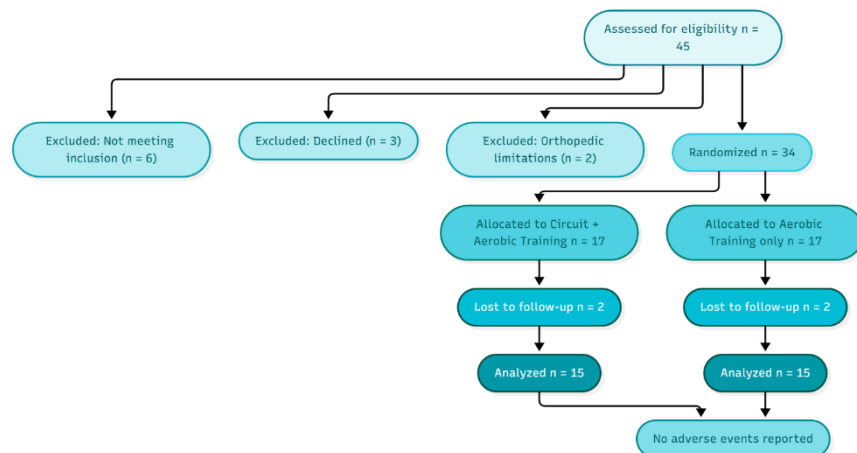 Assessed for eligibility n =
45
Excluded: Not meeting
inclusion (n = 6)
Excluded: Declined (n = 3)
Excluded: Orthopedic
limitations (n = 2)
Randomized n = 34
Allocated to Circuit +
Aerobic Training n = 17
Allocated to Aerobic
Training only n = 17
Lost to follow-up n = 2
Lost to follow-up n = 2
Analyzed n = 15
Analyzed n = 15
No adverse events reported